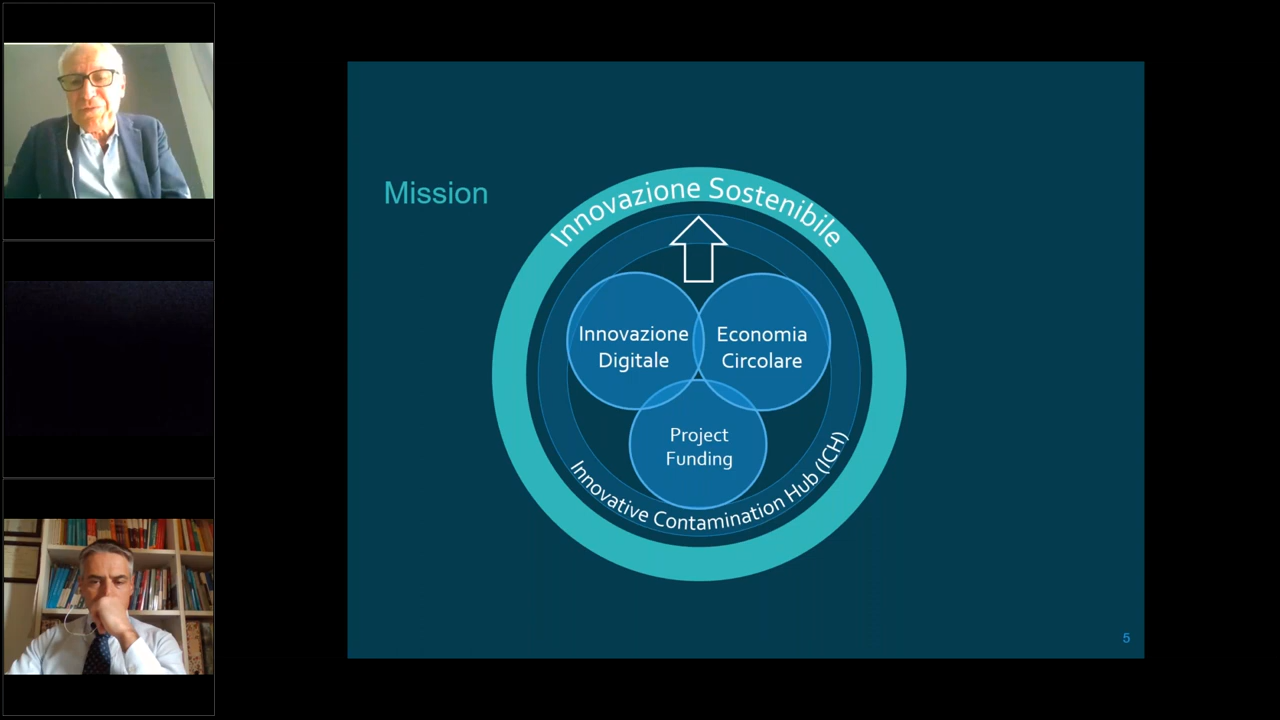 Mission
Innovazione Sostenibile
Innovazione
Digitale
Economia
Circolare
Project
Funding
Innovative Contamination Hub (ICH)
5